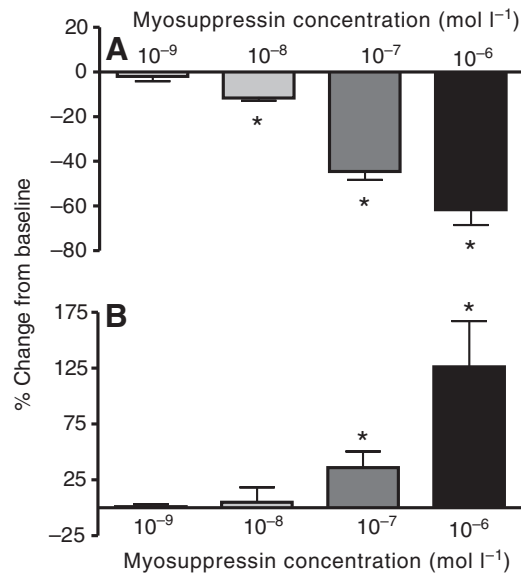 Myosuppressin concentration (mol l⁻¹)
A
10⁻⁹ 10⁻⁸ 10⁻⁷ 10⁻⁶
20
0
–20
–40
–60
–80
* * *
% Change from baseline
B
175
125
75
25
–25
* *
10⁻⁹ 10⁻⁸ 10⁻⁷ 10⁻⁶
Myosuppressin concentration (mol l⁻¹)